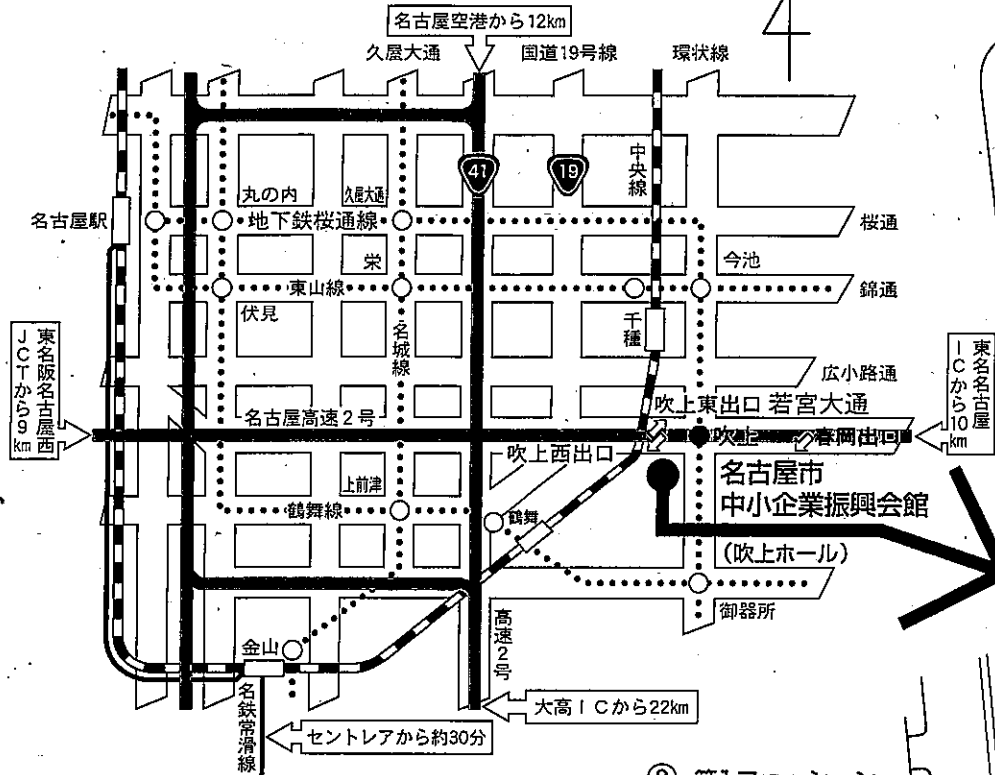 名古屋空港から12km
久屋大通
国道19号線
環状線
41
19
中央線
丸の内
久屋大通
名古屋駅
地下鉄桜通線
桜通
栄
今池
東山線
錦通
伏見
名城線
千種
東名阪名古屋西
JCTから9km
東名名古屋
ICから10km
広小路通
名古屋高速2号
吹上東出口
若宮大通
吹上
春岡出口
吹上西出口
名古屋市
中小企業振興会館
(吹上ホール)
上前津
鶴舞線
鶴舞
御器所
金山
高速2号
名鉄常滑線
大高ICから22km
セントレアから約30分